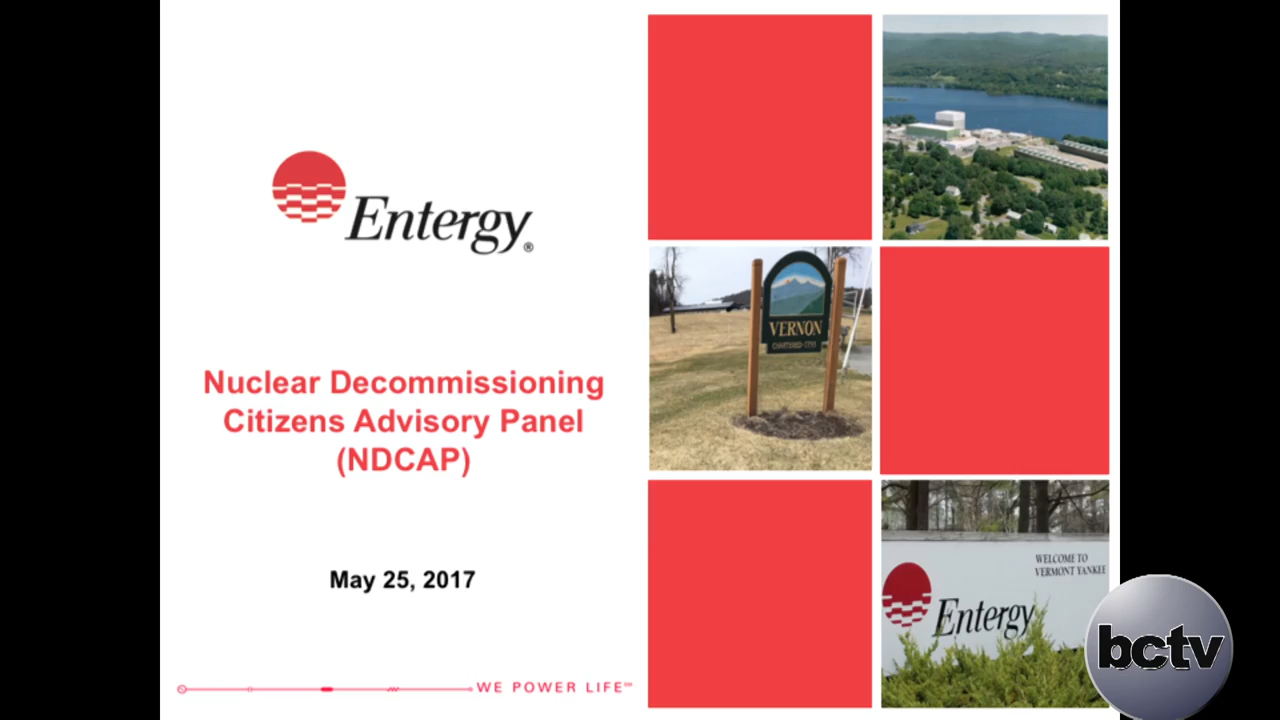 Entergy®
Nuclear Decommissioning
Citizens Advisory Panel
(NDCAP)
May 25, 2017
WE POWER LIFE℠
VERNON
WELCOME TO
VERMONT YANKEE
Entergy
bctv